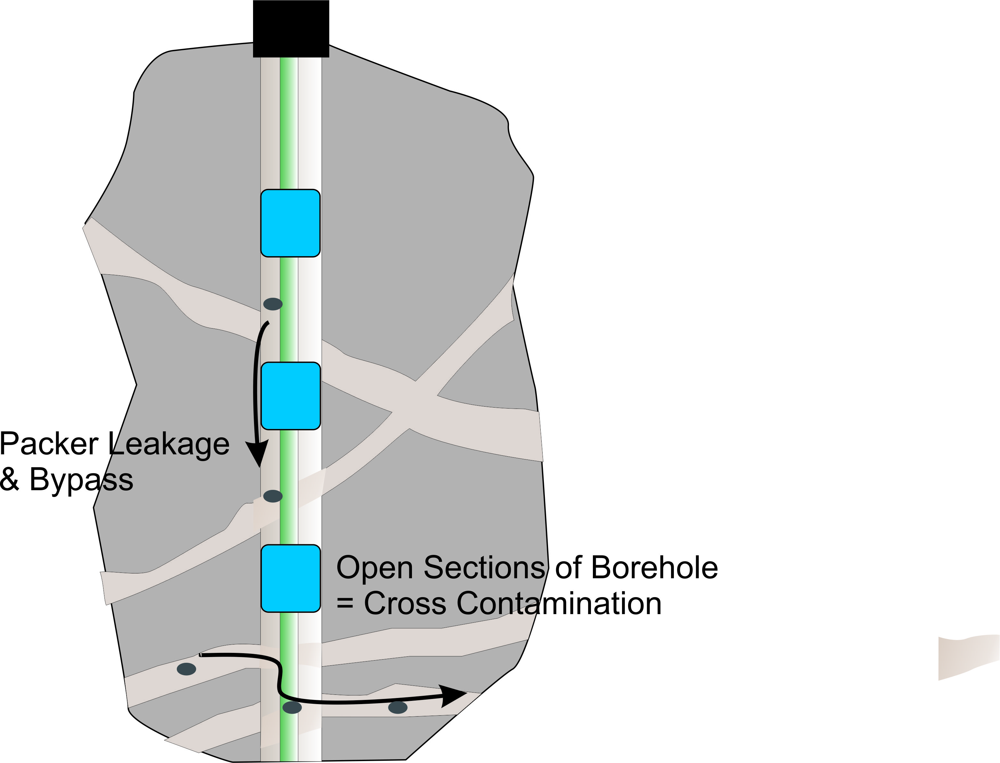 Packer Leakage
& Bypass
Open Sections of Borehole
= Cross Contamination